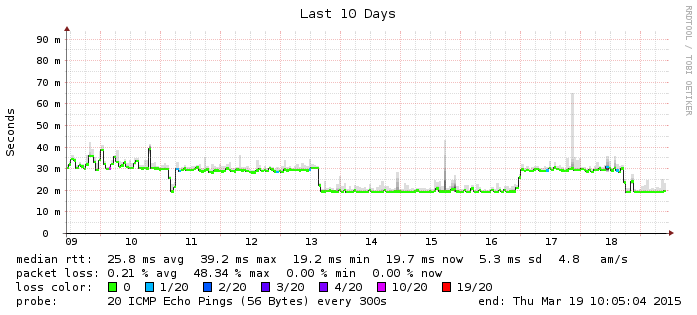 Last 10 Days
RRDTOOL / TOBI OETIKER
Seconds
90 m
80 m
70 m
60 m
50 m
40 m
30 m
20 m
10 m
0
09 10 11 12 13 14 15 16 17 18
median rtt: 25.8 ms avg 39.2 ms max 19.2 ms min 19.7 ms now 5.3 ms sd 4.8 am/s
packet loss: 0.21 % avg 48.34 % max 0.00 % min 0.00 % now
loss color: 0 1/20 2/20 3/20 4/20 10/20 19/20
probe: 20 ICMP Echo Pings (56 Bytes) every 300s end: Thu Mar 19 10:05:04 2015